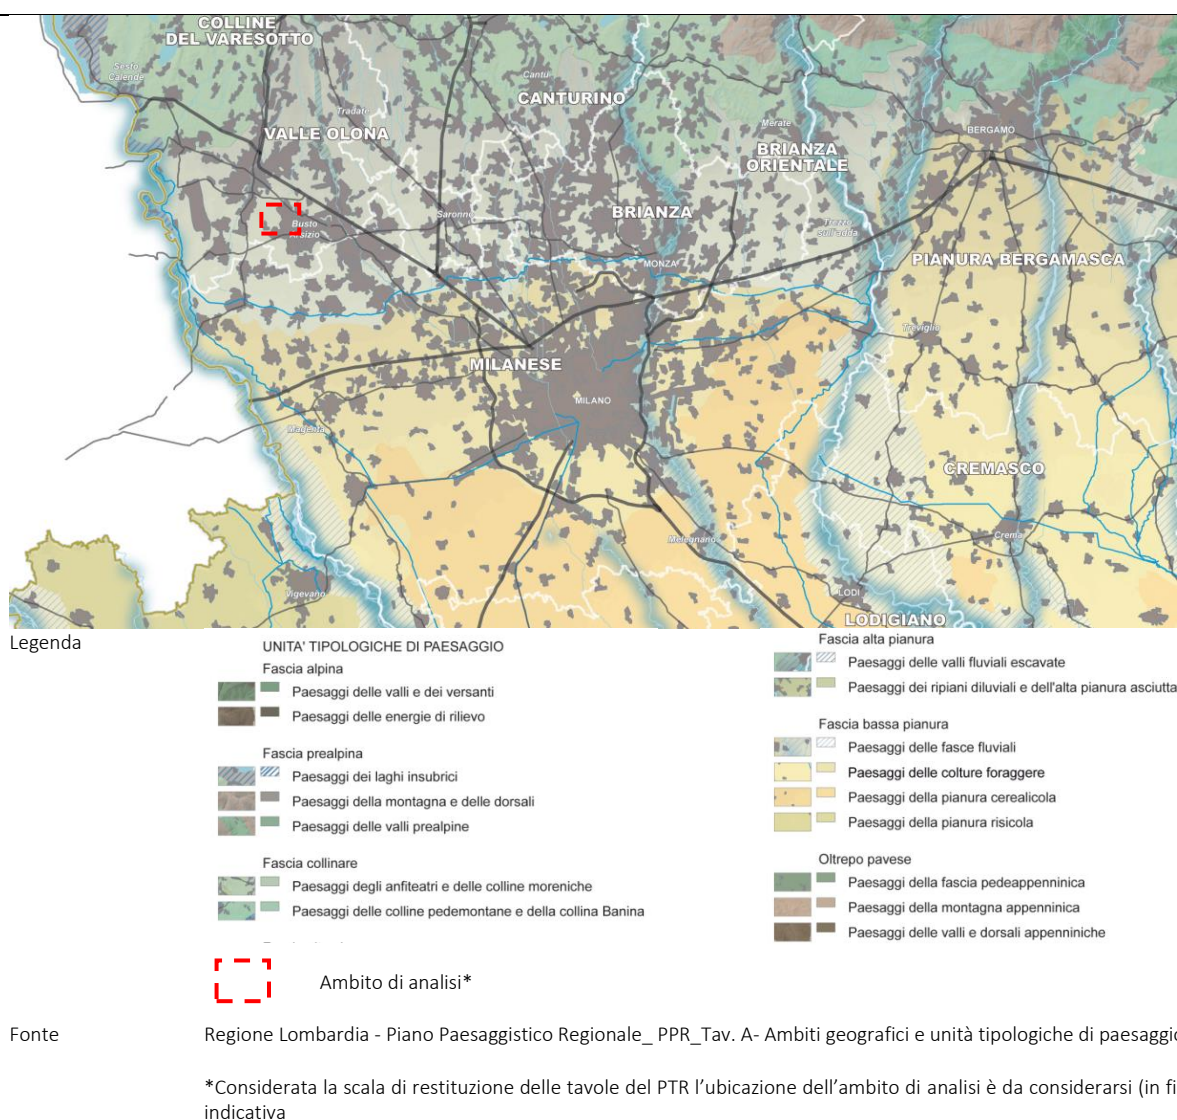 COLLINE
DEL VARESOTTO
Sesto
Calende
Cantù
CANTURINO
Tradate
VALLE OLONA
Merate
BERGAMO
BRIANZA
ORIENTALE
Busto
Arsizio
Saronno
BRIANZA
Trezzo
sull'adda
MONZA
PIANURA BERGAMASCA
Treviglio
MILANESE
MILANO
Magenta
CREMASCO
Melegnano
Crema
Vigevano
LODI
LODIGIANO
Legenda
UNITA' TIPOLOGICHE DI PAESAGGIO
Fascia alpina
Paesaggi delle valli e dei versanti
Paesaggi delle energie di rilievo
Fascia prealpina
Paesaggi dei laghi insubrici
Paesaggi della montagna e delle dorsali
Paesaggi delle valli prealpine
Fascia collinare
Paesaggi degli anfiteatri e delle colline moreniche
Paesaggi delle colline pedemontane e della collina Banina
Fascia alta pianura
Paesaggi delle valli fluviali escavate
Paesaggi dei ripiani diluviali e dell'alta pianura asciutta
Fascia bassa pianura
Paesaggi delle fasce fluviali
Paesaggi delle colture foraggere
Paesaggi della pianura cerealicola
Paesaggi della pianura risicola
Oltrepo pavese
Paesaggi della fascia pedeappenninica
Paesaggi della montagna appenninica
Paesaggi delle valli e dorsali appenniniche
Ambito di analisi*
Fonte
Regione Lombardia - Piano Paesaggistico Regionale_ PPR_Tav. A- Ambiti geografici e unità tipologiche di paesaggio
*Considerata la scala di restituzione delle tavole del PTR l'ubicazione dell'ambito di analisi è da considerarsi (in fi
indicativa